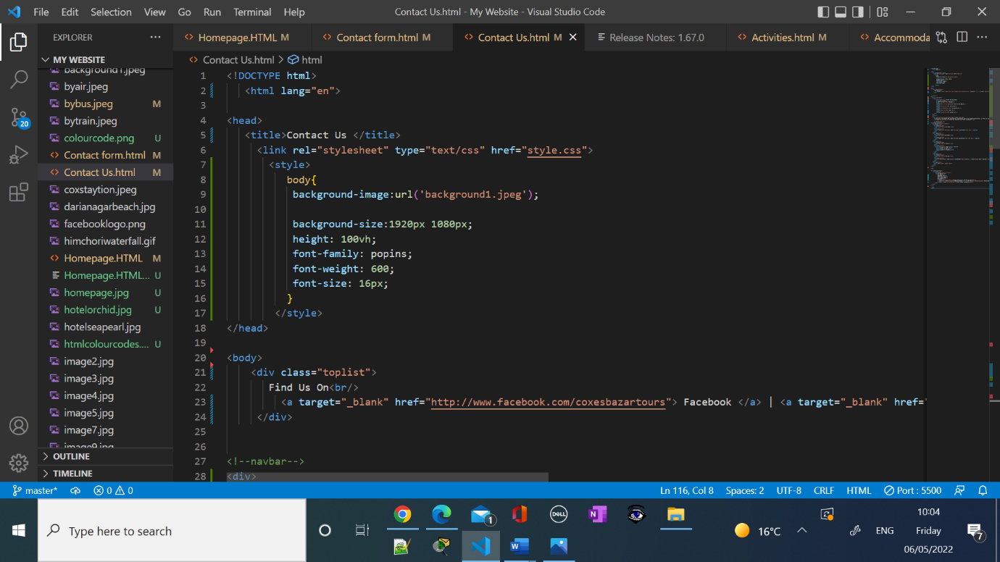 File Edit Selection View Go Run Terminal Help Contact Us.html - My Website - Visual Studio Code
EXPLORER ···
Homepage.HTML M Contact form.html M Contact Us.html M Release Notes: 1.67.0 Activities.html M Accommoda
MY WEBSITE
Contact Us.html > html
background1.jpeg
byair.jpeg
bybus.jpeg M
bytrain.jpeg
colourcode.png U
Contact form.html M
Contact Us.html M
coxstaytion.jpeg
darianagarbeach.jpg
facebooklogo.png
himchoriwaterfall.gif
Homepage.HTML M
Homepage.HTML... U
homepage.jpg U
hotelorchid.jpg U
hotelseapearl.jpg
htmlcolourcodes.... U
image2.jpg
image3.jpg
image4.jpg
image5.jpg
image7.jpg
image9.jpg
OUTLINE
TIMELINE
20
1 <!DOCTYPE html>
2 <html lang="en">
3
4 <head>
5 <title>Contact Us </title>
6 <link rel="stylesheet" type="text/css" href="style.css">
7 <style>
8 body{
9 background-image:url('background1.jpeg');
10
11 background-size:1920px 1080px;
12 height: 100vh;
13 font-family: popins;
14 font-weight: 600;
15 font-size: 16px;
16 }
17 </style>
18 </head>
19
20 <body>
21 <div class="toplist">
22 Find Us On<br/>
23 <a target="_blank" href="http://www.facebook.com/coxesbazartours"> Facebook </a> | <a target="_blank" href="
24 </div>
25
26
27 <!--navbar-->
28 <div>
master* 0 0 Ln 116, Col 8 Spaces: 2 UTF-8 CRLF HTML Port : 5500
Type here to search
1
DELL
N
W
16°C
ENG
10:04
Friday
06/05/2022
7